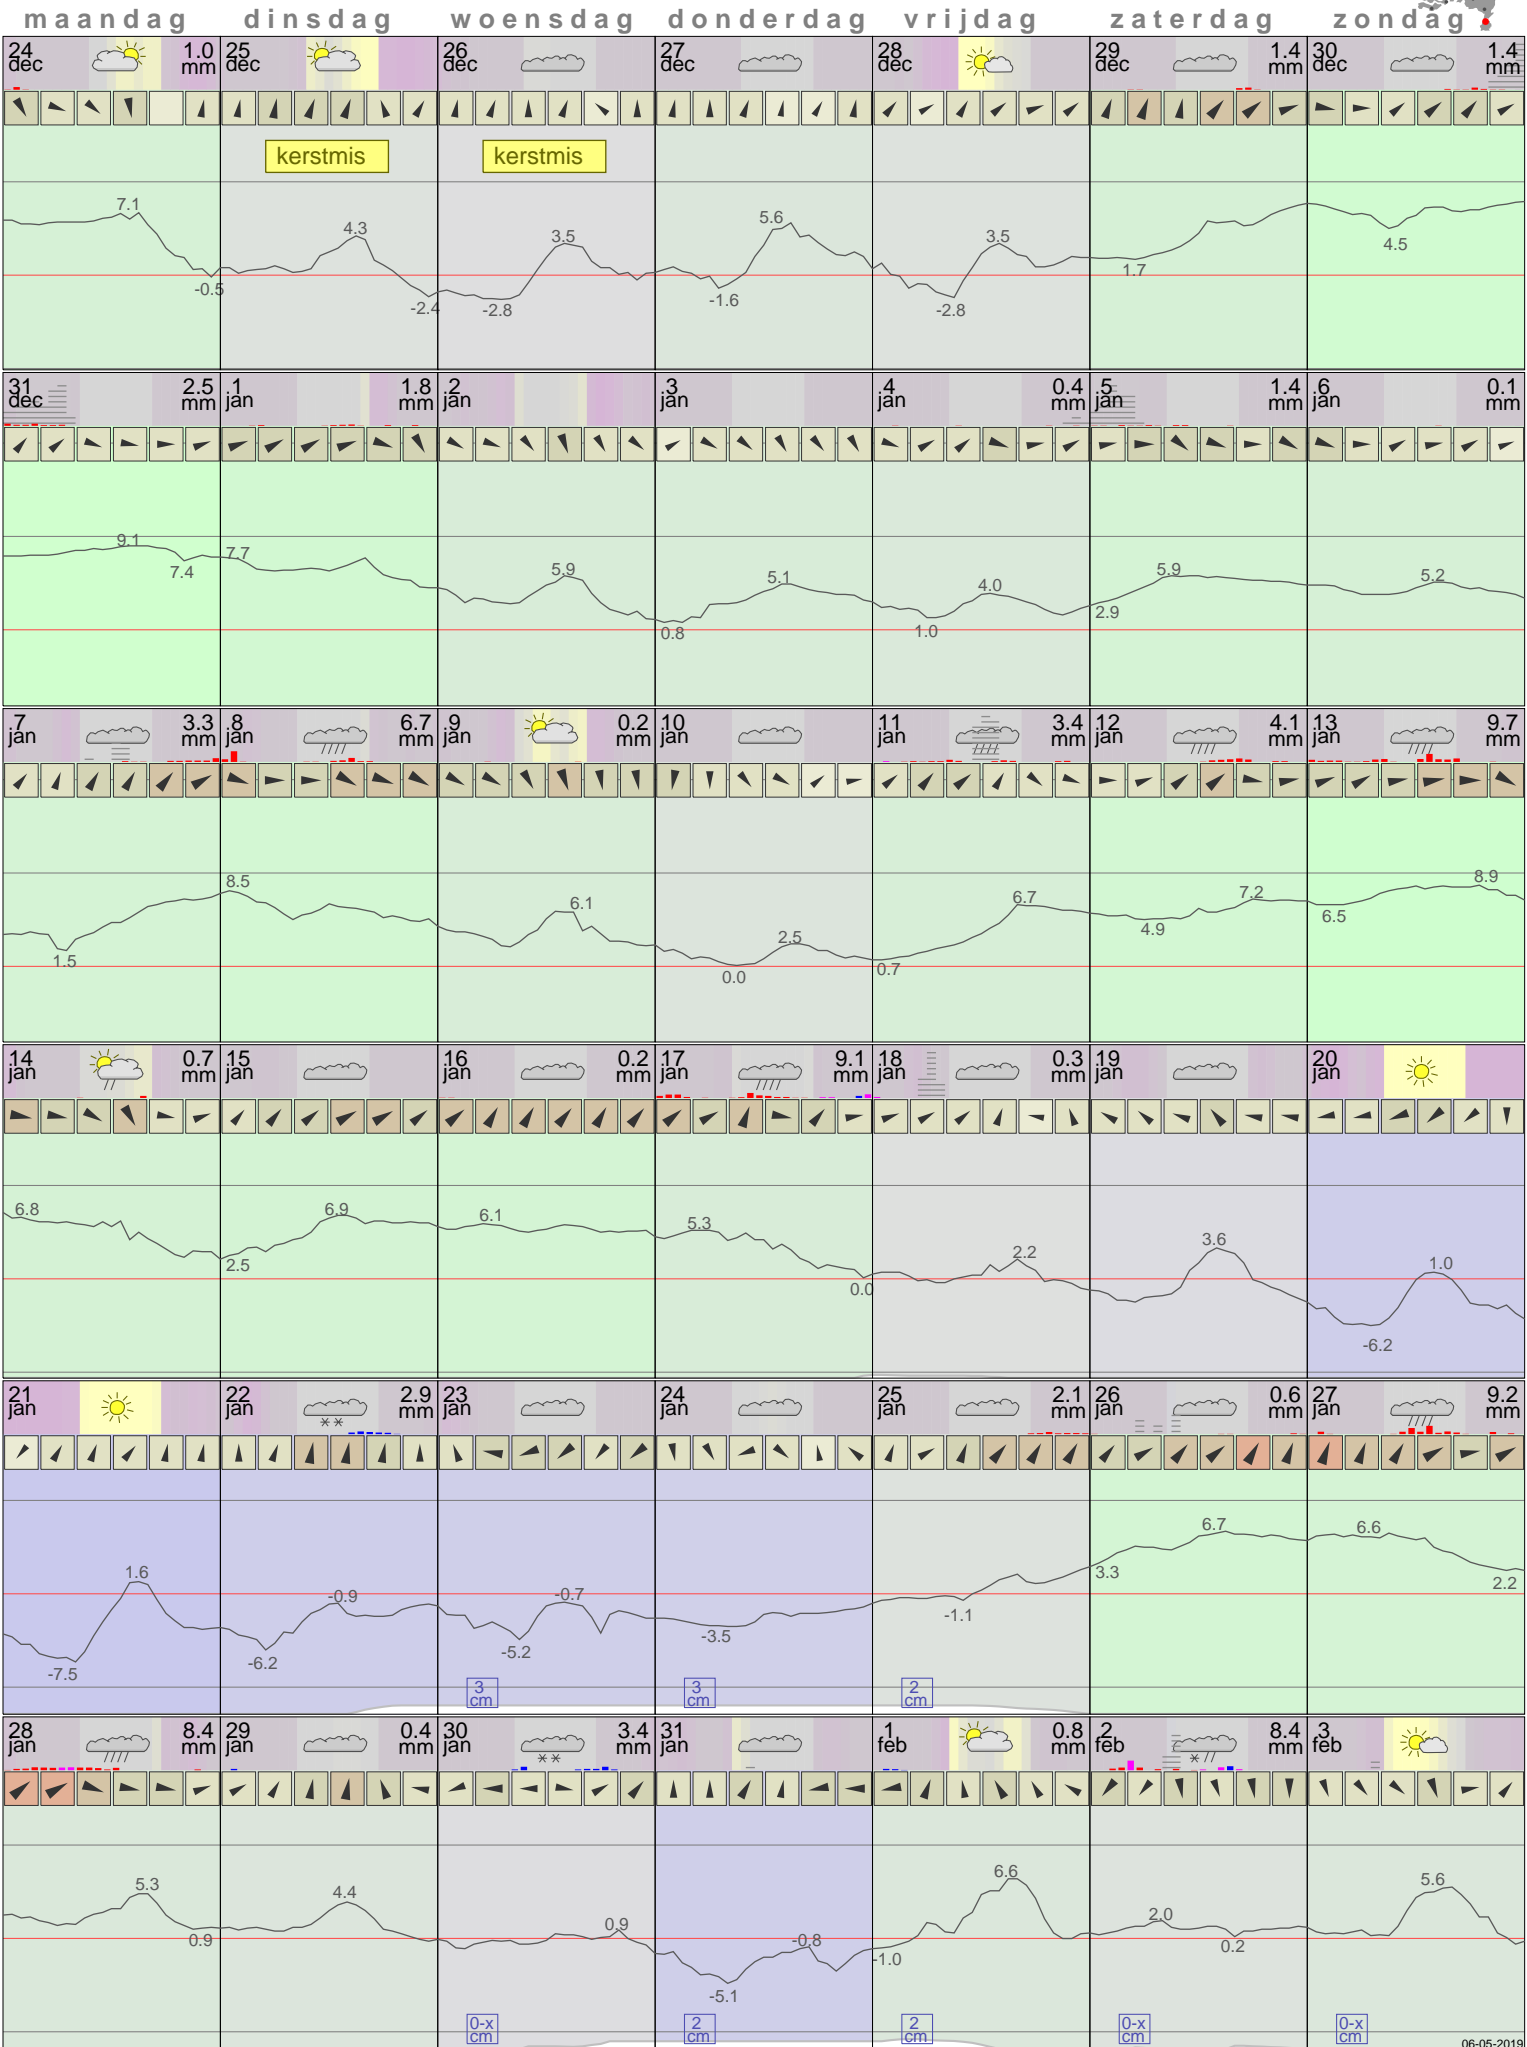 maandag dinsdag woensdag donderdag vrijdag zaterdag zondag
24 dec 1.0 mm
25 dec
26 dec
27 dec
28 dec
29 dec 1.4 mm
30 dec 1.4 mm
kerstmis kerstmis
7.1 -0.5 4.3 -2.4 -2.8 3.5 -1.6 5.6 -2.8 3.5 1.7 4.5
31 dec 2.5 mm
1 jan 1.8 mm
2 jan
3 jan
4 jan 0.4 mm
5 jan 1.4 mm
6 jan 0.1 mm
9.1 7.4 7.7 5.9 0.8 5.1 1.0 4.0 2.9 5.9 5.2
7 jan 3.3 mm
8 jan 6.7 mm
9 jan 0.2 mm
10 jan
11 jan 3.4 mm
12 jan 4.1 mm
13 jan 9.7 mm
1.5 8.5 6.1 0.0 2.5 0.7 6.7 4.9 7.2 6.5 8.9
14 jan 0.7 mm
15 jan
16 jan 0.2 mm
17 jan 9.1 mm
18 jan 0.3 mm
19 jan
20 jan
6.8 2.5 6.9 6.1 5.3 0.0 2.2 3.6 -6.2 1.0
21 jan
22 jan 2.9 mm
23 jan
24 jan
25 jan 2.1 mm
26 jan 0.6 mm
27 jan 9.2 mm
-7.5 1.6 -6.2 -0.9 -5.2 -0.7 -3.5 -1.1 3.3 6.7 6.6 2.2
3 cm
3 cm
2 cm
28 jan 8.4 mm
29 jan 0.4 mm
30 jan 3.4 mm
31 jan
1 feb 0.8 mm
2 feb 8.4 mm
3 feb
5.3 0.9 4.4 0.9 -5.1 -0.8 -1.0 6.6 2.0 0.2 5.6
0-x cm
2 cm
2 cm
0-x cm
0-x cm
06-05-2019